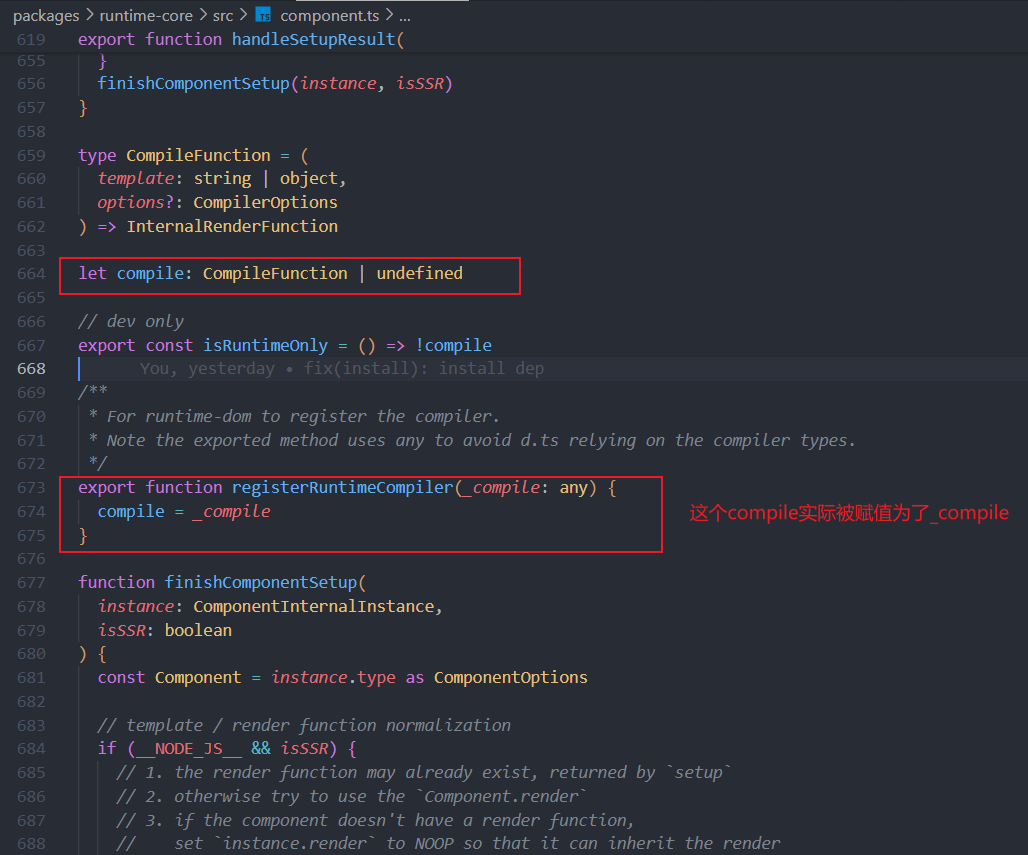 packages > runtime-core > src > TS component.ts > ...
619 export function handleSetupResult(
655 }
656 finishComponentSetup(instance, isSSR)
657 }
658
659 type CompileFunction = (
660 template: string | object,
661 options?: CompilerOptions
662 ) => InternalRenderFunction
663
664 let compile: CompileFunction | undefined
665
666 // dev only
667 export const isRuntimeOnly = () => !compile
668 You, yesterday • fix(install): install dep
669 /**
670 * For runtime-dom to register the compiler.
671 * Note the exported method uses any to avoid d.ts relying on the compiler types.
672 */
673 export function registerRuntimeCompiler(_compile: any) {
674 compile = _compile
这个compile实际被赋值为了_compile
675 }
676
677 function finishComponentSetup(
678 instance: ComponentInternalInstance,
679 isSSR: boolean
680 ) {
681 const Component = instance.type as ComponentOptions
682
683 // template / render function normalization
684 if (__NODE_JS__ && isSSR) {
685 // 1. the render function may already exist, returned by `setup`
686 // 2. otherwise try to use the `Component.render`
687 // 3. if the component doesn't have a render function,
688 // set `instance.render` to NOOP so that it can inherit the render